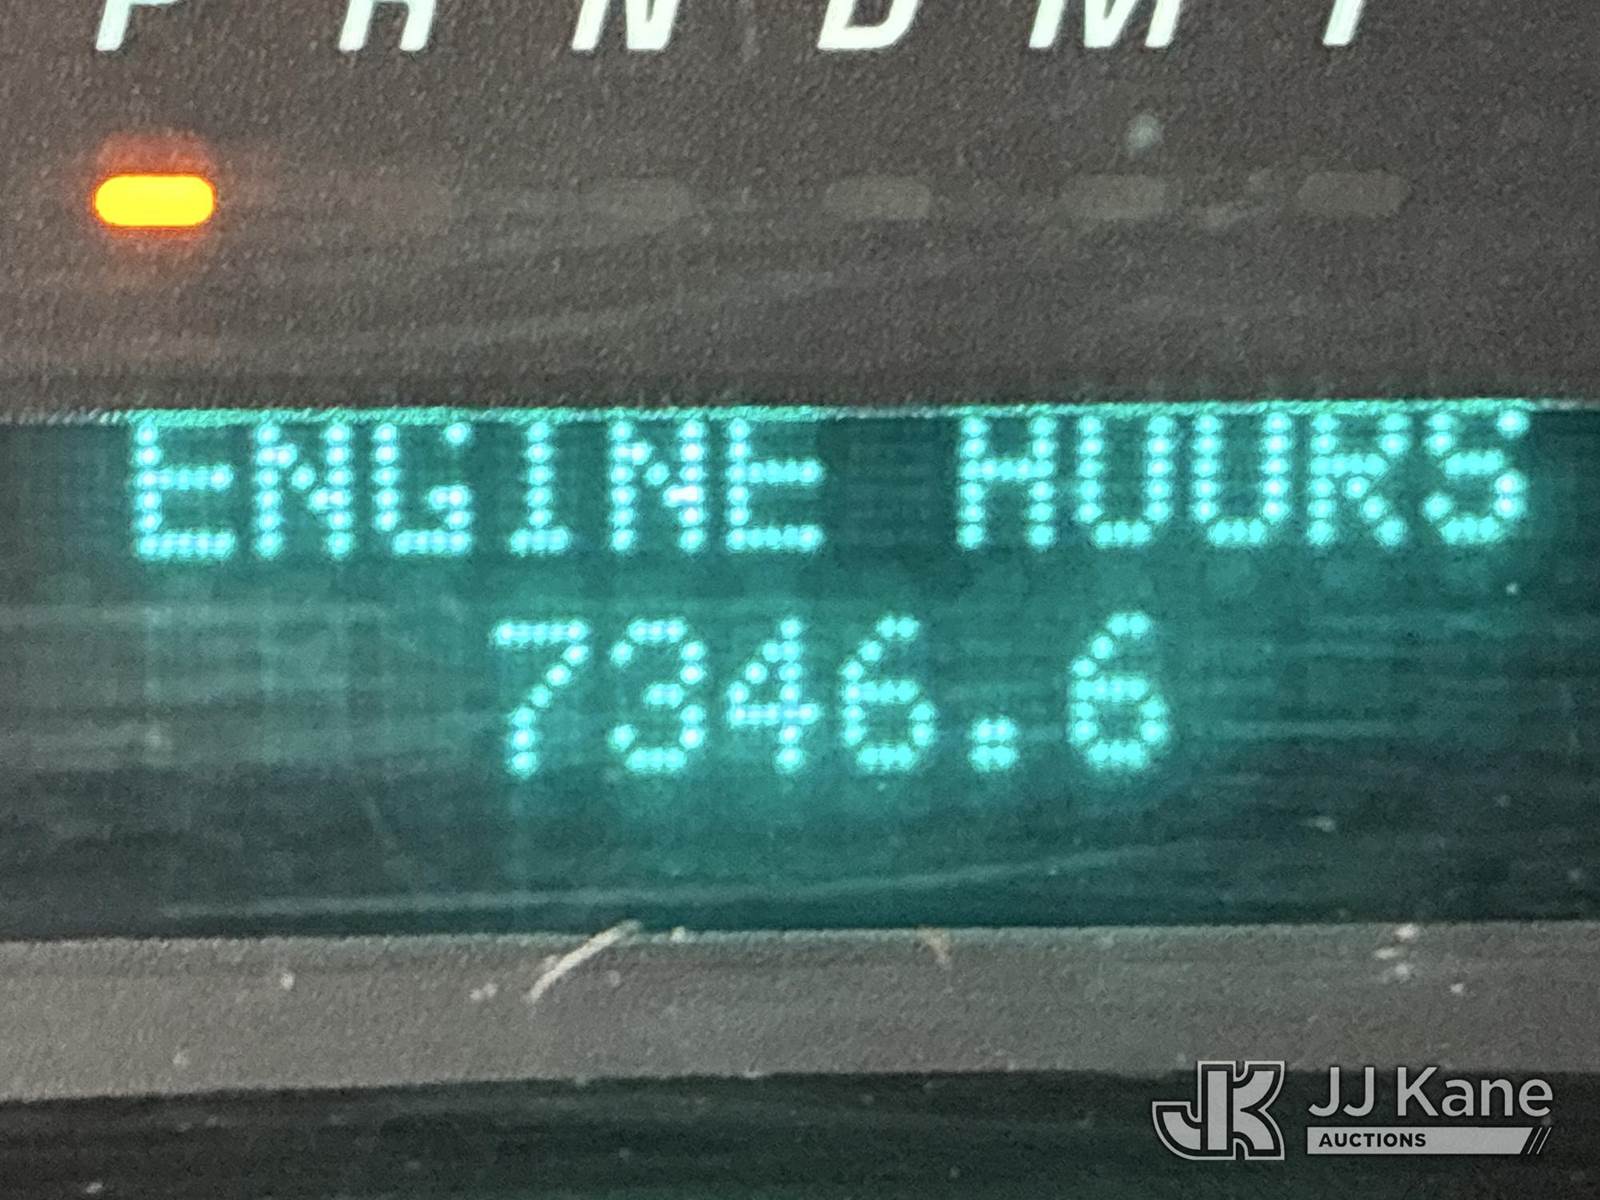 P R N D M 1
ENGINE HOURS
7346.6
JK JJ Kane
AUCTIONS